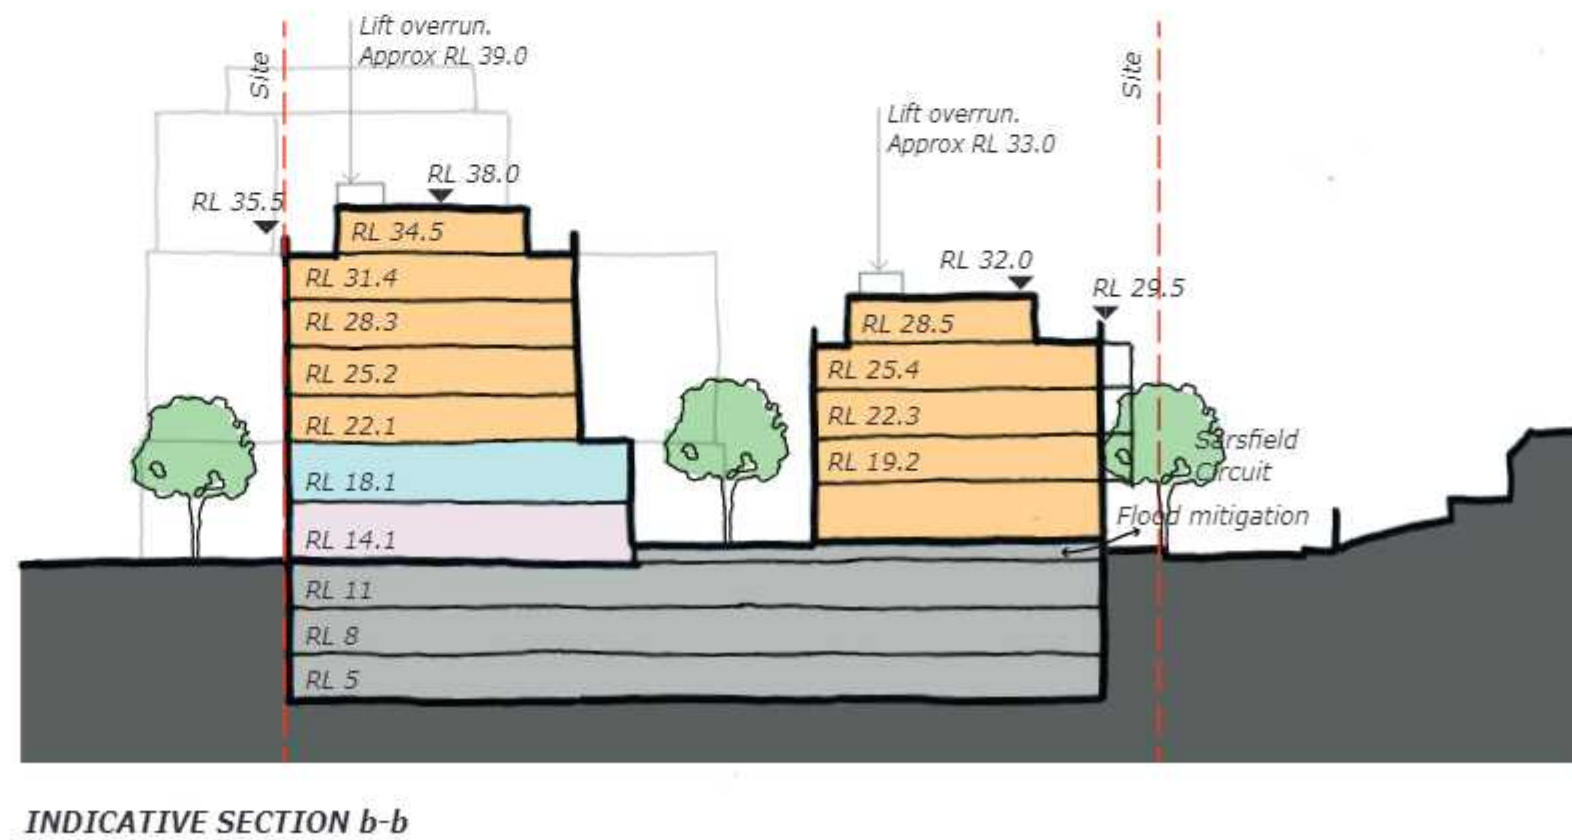 Lift overrun.
Approx RL 39.0
Site
Site
Lift overrun.
Approx RL 33.0
RL 38.0
RL 35.5
RL 34.5
RL 31.4
RL 28.3
RL 25.2
RL 22.1
RL 18.1
RL 14.1
RL 11
RL 8
RL 5
RL 32.0
RL 29.5
RL 28.5
RL 25.4
RL 22.3
RL 19.2
Sarsfield
Circuit
Flood mitigation
INDICATIVE SECTION b-b